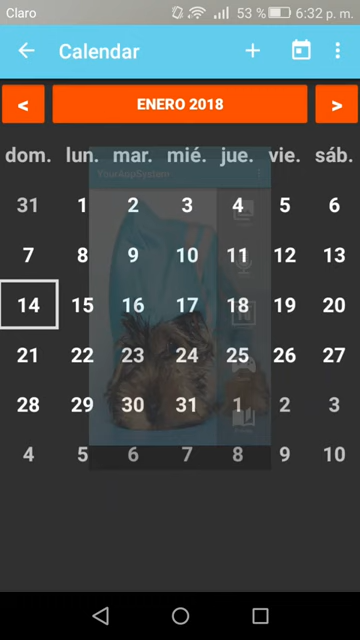 Claro 53 % 6:32 p. m.
Calendar
< ENERO 2018 >
dom. lun. mar. mié. jue. vie. sáb.
YourAppSystem
31 1 2 3 4 5 6
7 8 9 10 11 12 13
14 15 16 17 18 19 20
21 22 23 24 25 26 27
28 29 30 31 1 2 3
4 5 6 7 8 9 10